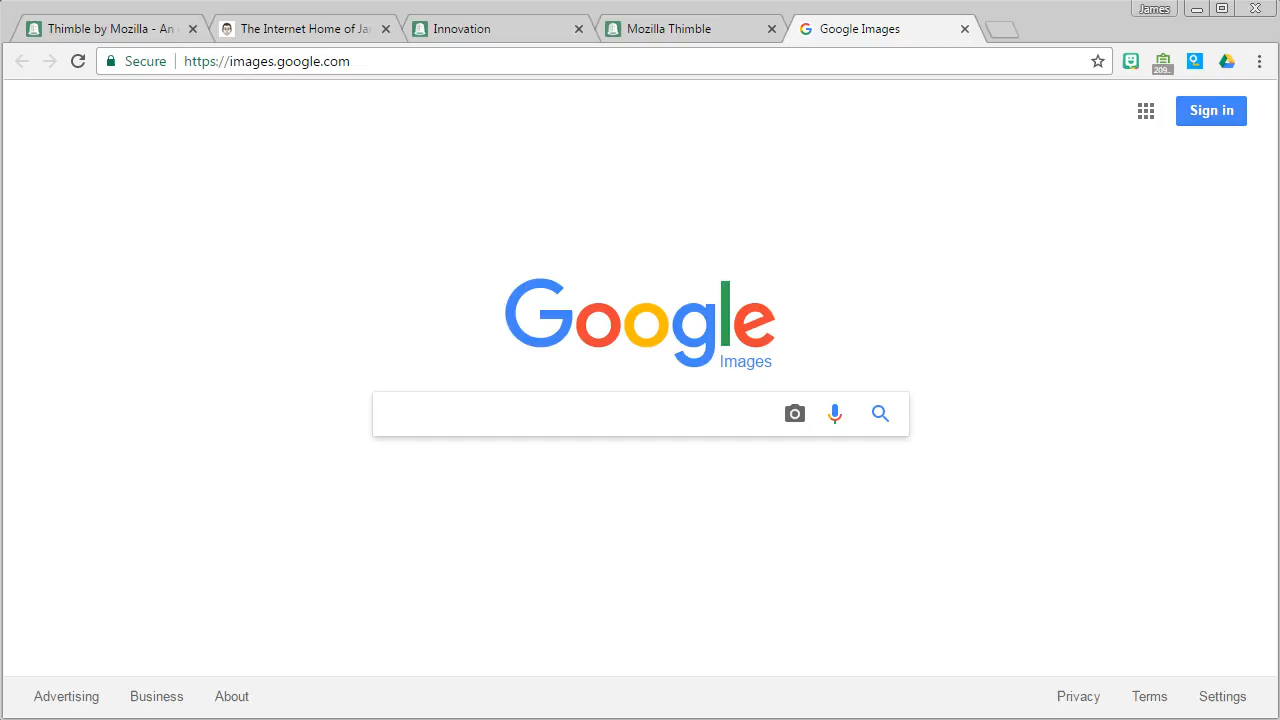 James
Thimble by Mozilla - An
The Internet Home of Ja
Innovation
Mozilla Thimble
Google Images
Secure
https://images.google.com
209..
Sign in
Google
Images
Advertising
Business
About
Privacy
Terms
Settings